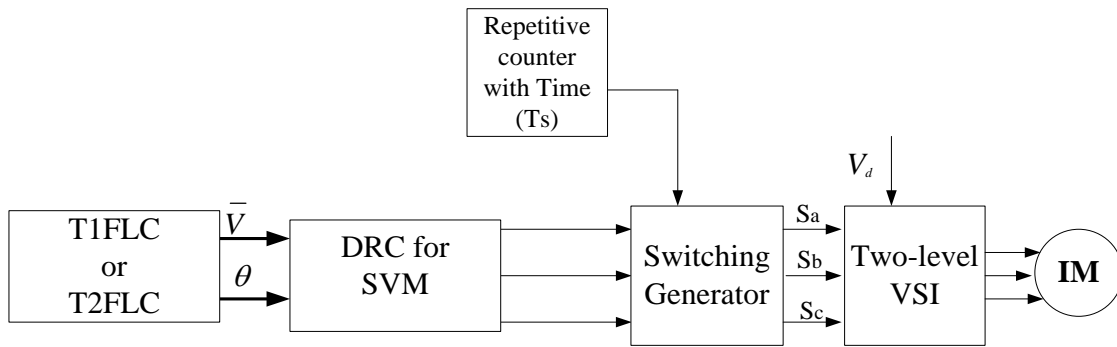 Repetitive
counter
with Time
(Ts)
V_d
T1FLC
or
T2FLC
V̅
θ
DRC for
SVM
Switching
Generator
Sa
Sb
Sc
Two-level
VSI
IM